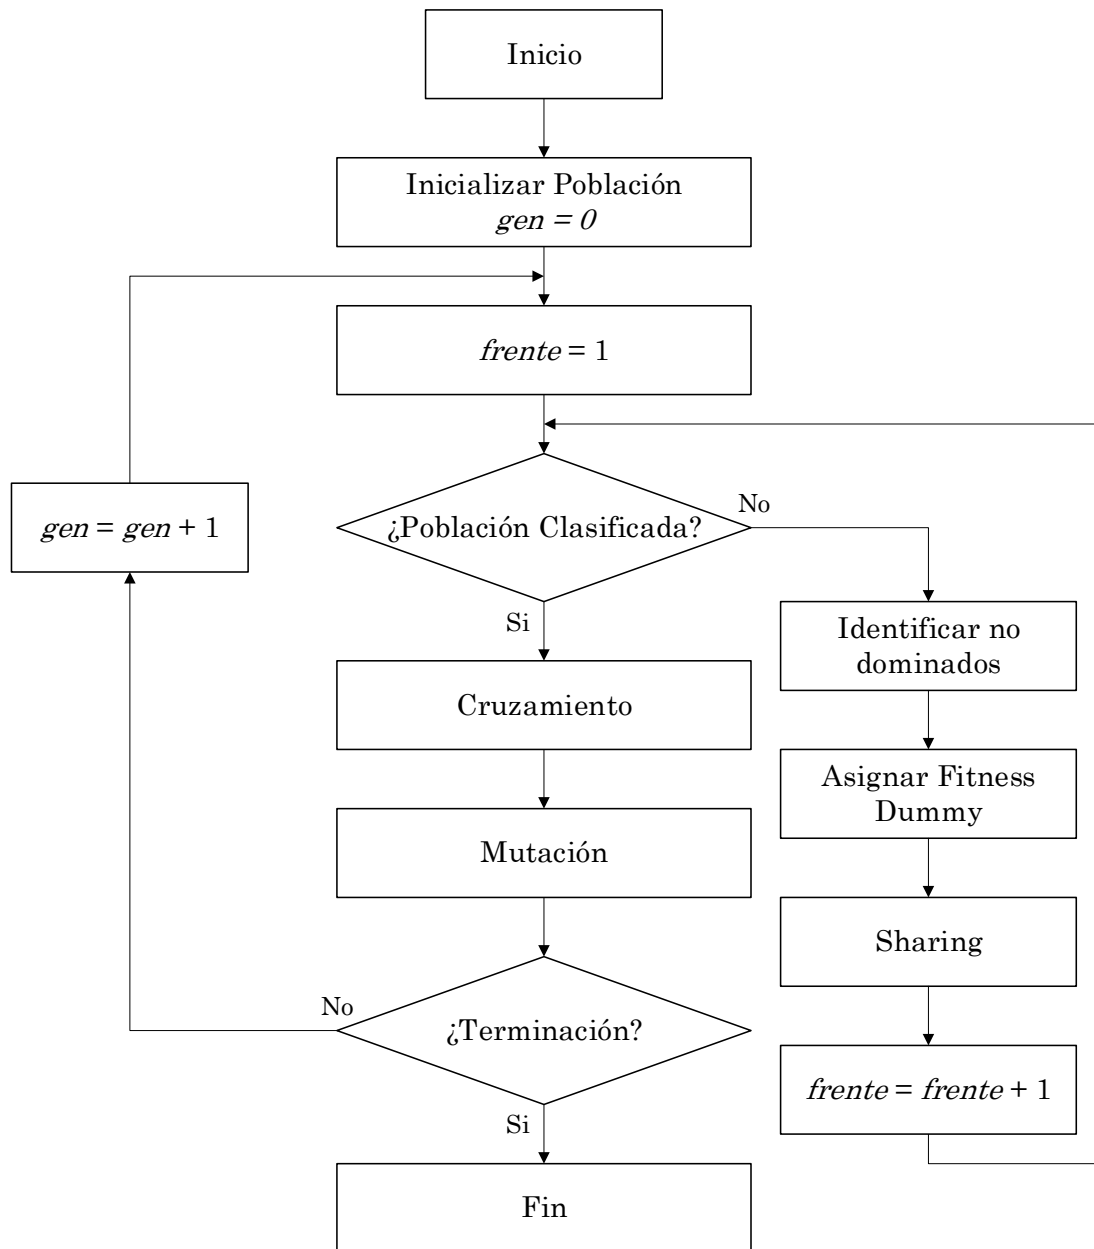 Inicio
Inicializar Población
gen = 0
frente = 1
¿Población Clasificada?
No
Si
gen = gen + 1
Identificar no
dominados
Cruzamiento
Asignar Fitness
Dummy
Mutación
Sharing
No
¿Terminación?
frente = frente + 1
Si
Fin